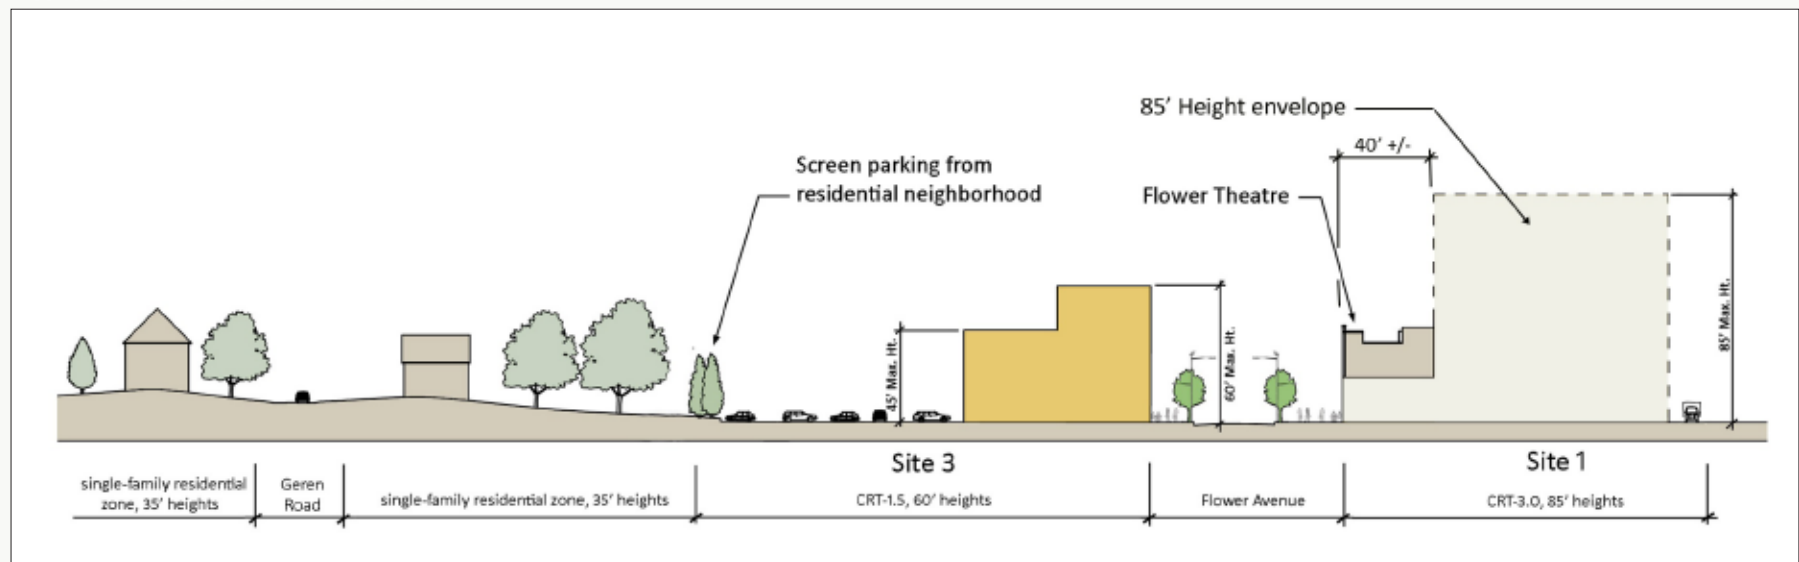 85' Height envelope
40' +/-
Screen parking from
residential neighborhood
Flower Theatre
45' Max. Ht.
60' Max. Ht.
85' Max. Ht.
Site 3
Site 1
single-family residential
zone, 35' heights
Geren
Road
single-family residential zone, 35' heights
CRT-1.5, 60' heights
Flower Avenue
CRT-3.0, 85' heights